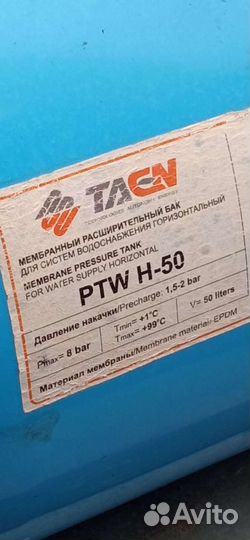 TAEN
МЕМБРАННЫЙ РАСШИРИТЕЛЬНЫЙ БАК
ДЛЯ СИСТЕМ ВОДОСНАБЖЕНИЯ ГОРИЗОНТАЛЬНЫЙ
MEMBRANE PRESSURE TANK
FOR WATER SUPPLY HORIZONTAL
PTW H-50
Давление накачки/Precharge: 1,5-2 bar
Pmax= 8 bar
Tmin= +1°C
Tmax= +99°C
V= 50 liters
Материал мембраны/Membrane material-EPDM
Avito